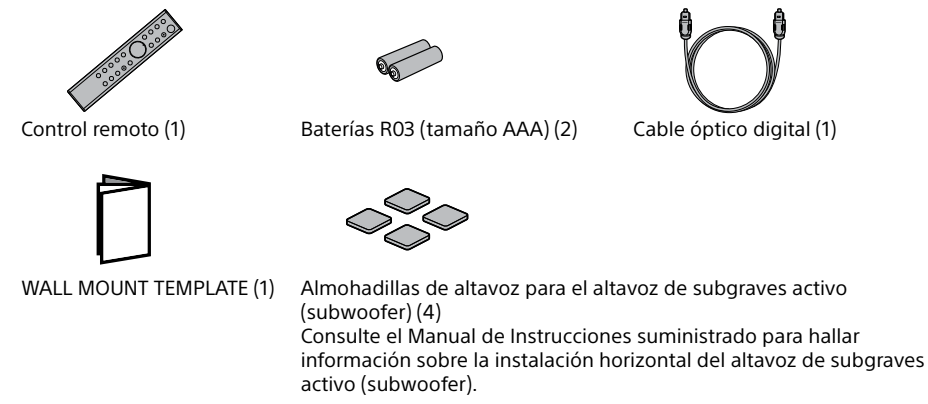 Control remoto (1)
Baterías R03 (tamaño AAA) (2)
Cable óptico digital (1)
WALL MOUNT TEMPLATE (1)
Almohadillas de altavoz para el altavoz de subgraves activo
(subwoofer) (4)
Consulte el Manual de Instrucciones suministrado para hallar
información sobre la instalación horizontal del altavoz de subgraves
activo (subwoofer).